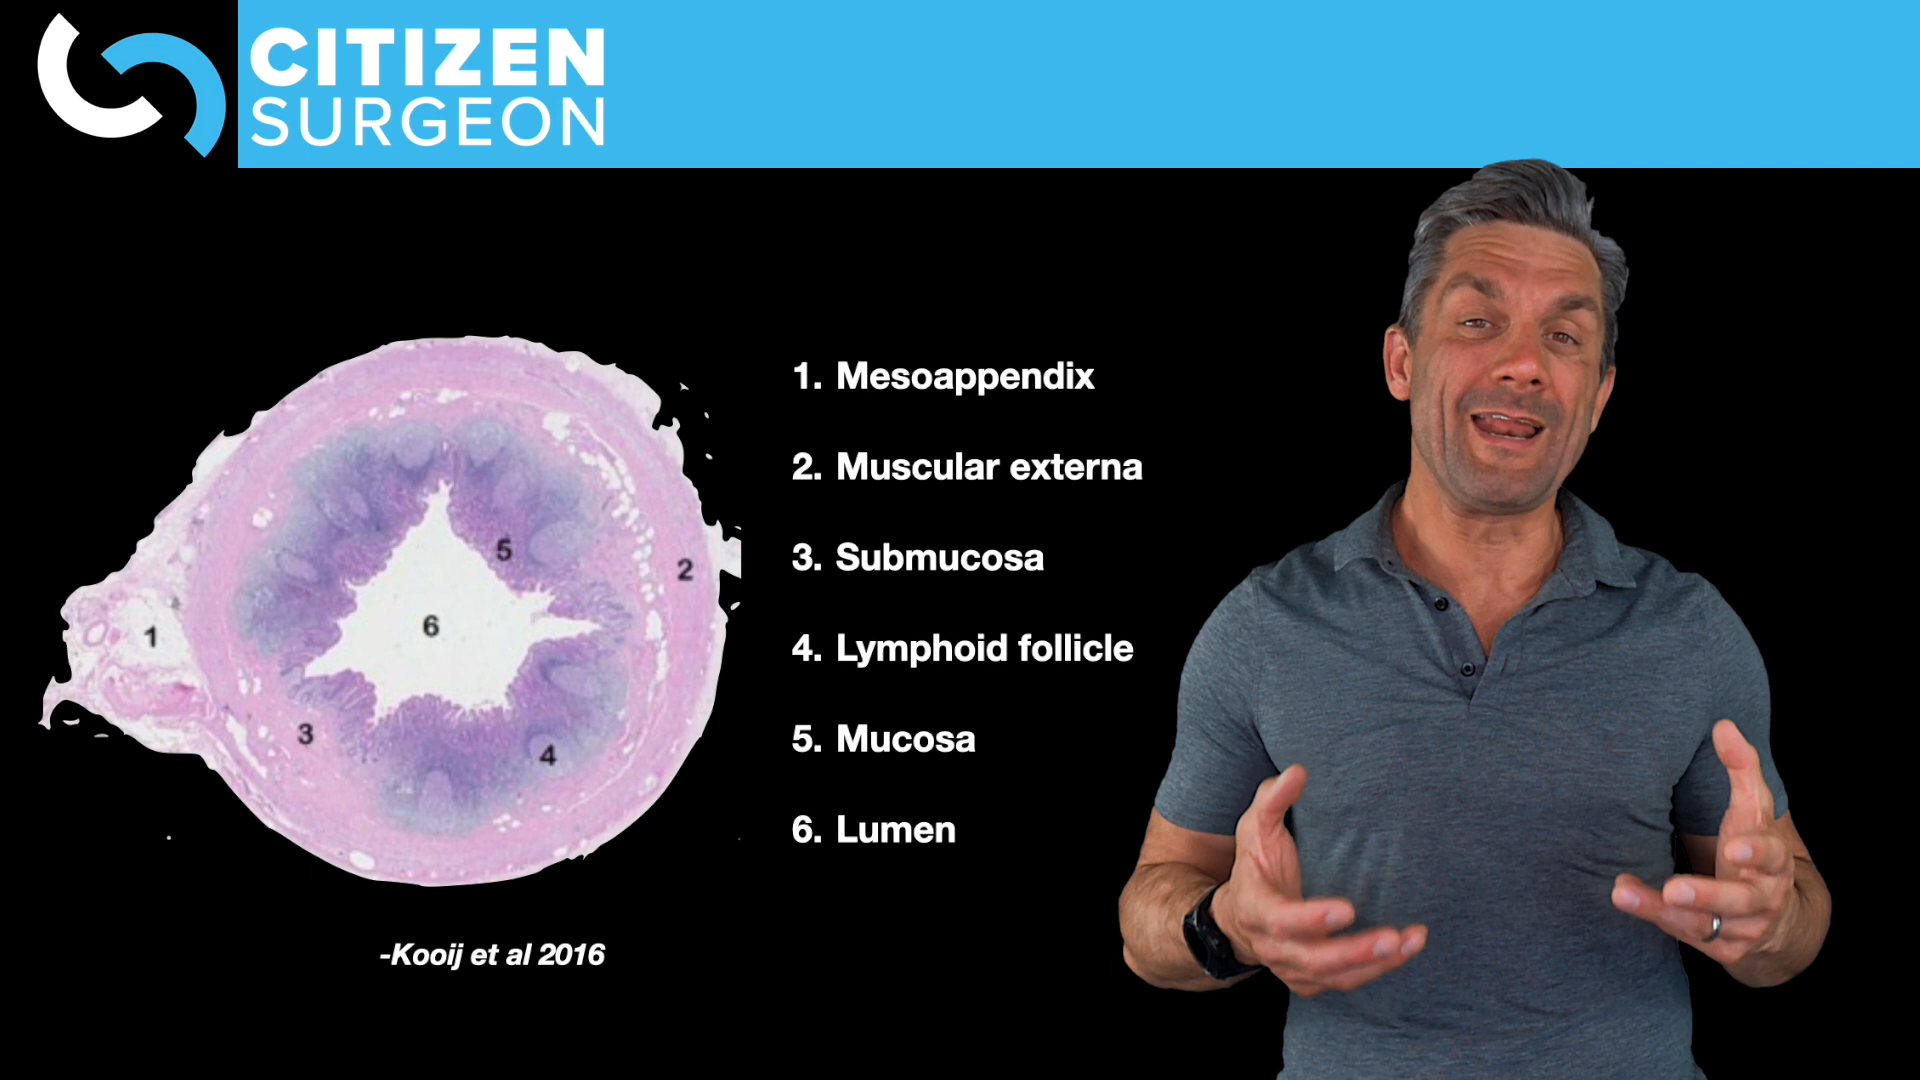 CITIZEN
SURGEON
1. Mesoappendix
2. Muscular externa
3. Submucosa
4. Lymphoid follicle
5. Mucosa
6. Lumen
5
2
6
1
3
4
-Kooij et al 2016